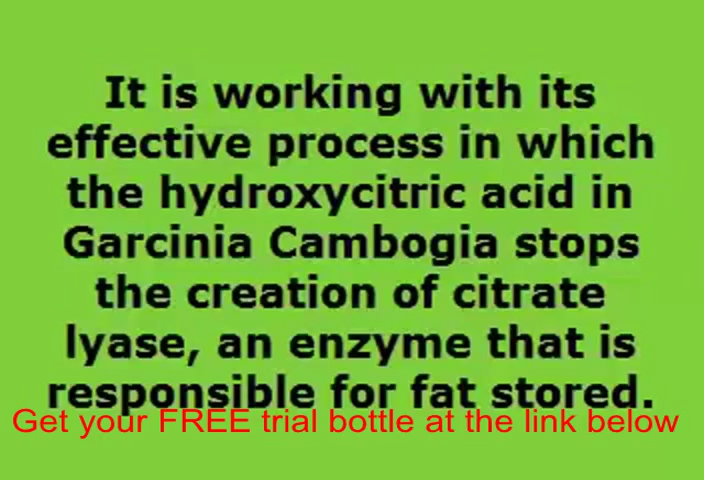 It is working with its
effective process in which
the hydroxycitric acid in
Garcinia Cambogia stops
the creation of citrate
lyase, an enzyme that is
responsible for fat stored.
Get your FREE trial bottle at the link below